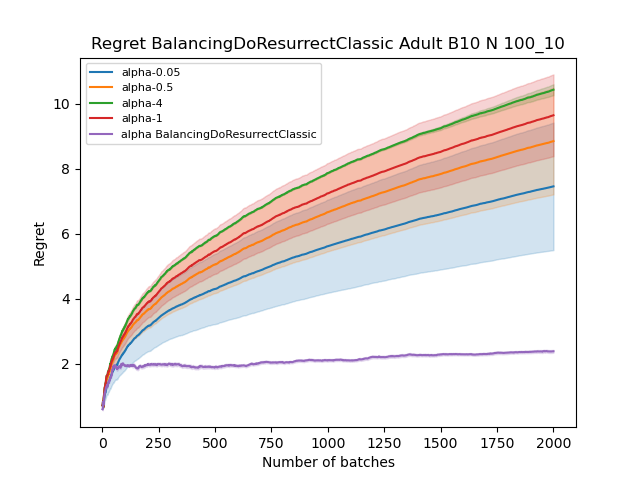 Regret BalancingDoResurrectClassic Adult B10 N 100_10
alpha-0.05
alpha-0.5
alpha-4
alpha-1
alpha BalancingDoResurrectClassic
10
8
6
4
2
Regret
0
250
500
750
1000
1250
1500
1750
2000
Number of batches